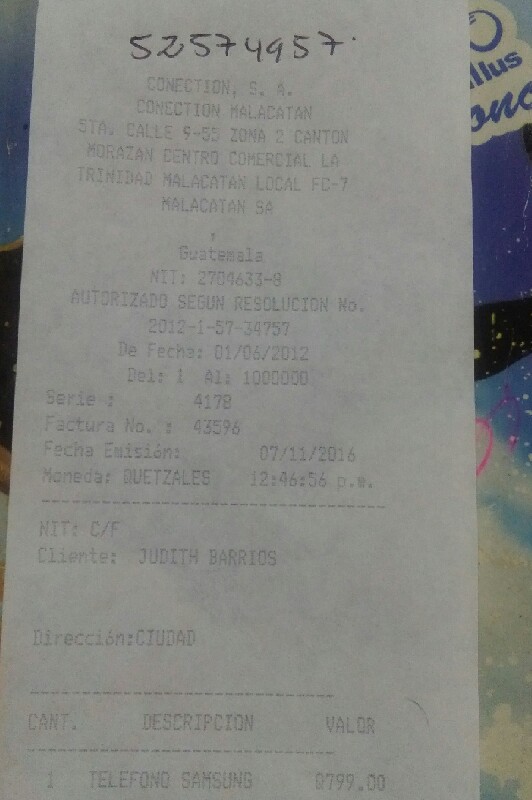 52574957.
CONECTION, S. A.
CONECTION MALACATAN
5TA. CALLE 9-55 ZONA 2 CANTON
MORAZAN CENTRO COMERCIAL LA
TRINIDAD MALACATAN LOCAL FC-7
MALACATAN SA
,
Guatemala
NIT: 2704633-8
AUTORIZADO SEGUN RESOLUCION No.
2012-1-57-34757
De Fecha: 01/06/2012
Del: 1 Al: 1000000
Serie : 4178
Factura No. : 43596
Fecha Emisión: 07/11/2016
Moneda: QUETZALES 12:46:56 p.m.
NIT: C/F
Cliente: JUDITH BARRIOS
Dirección:CIUDAD
CANT. DESCRIPCION VALOR
1 TELEFONO SAMSUNG Q799.00